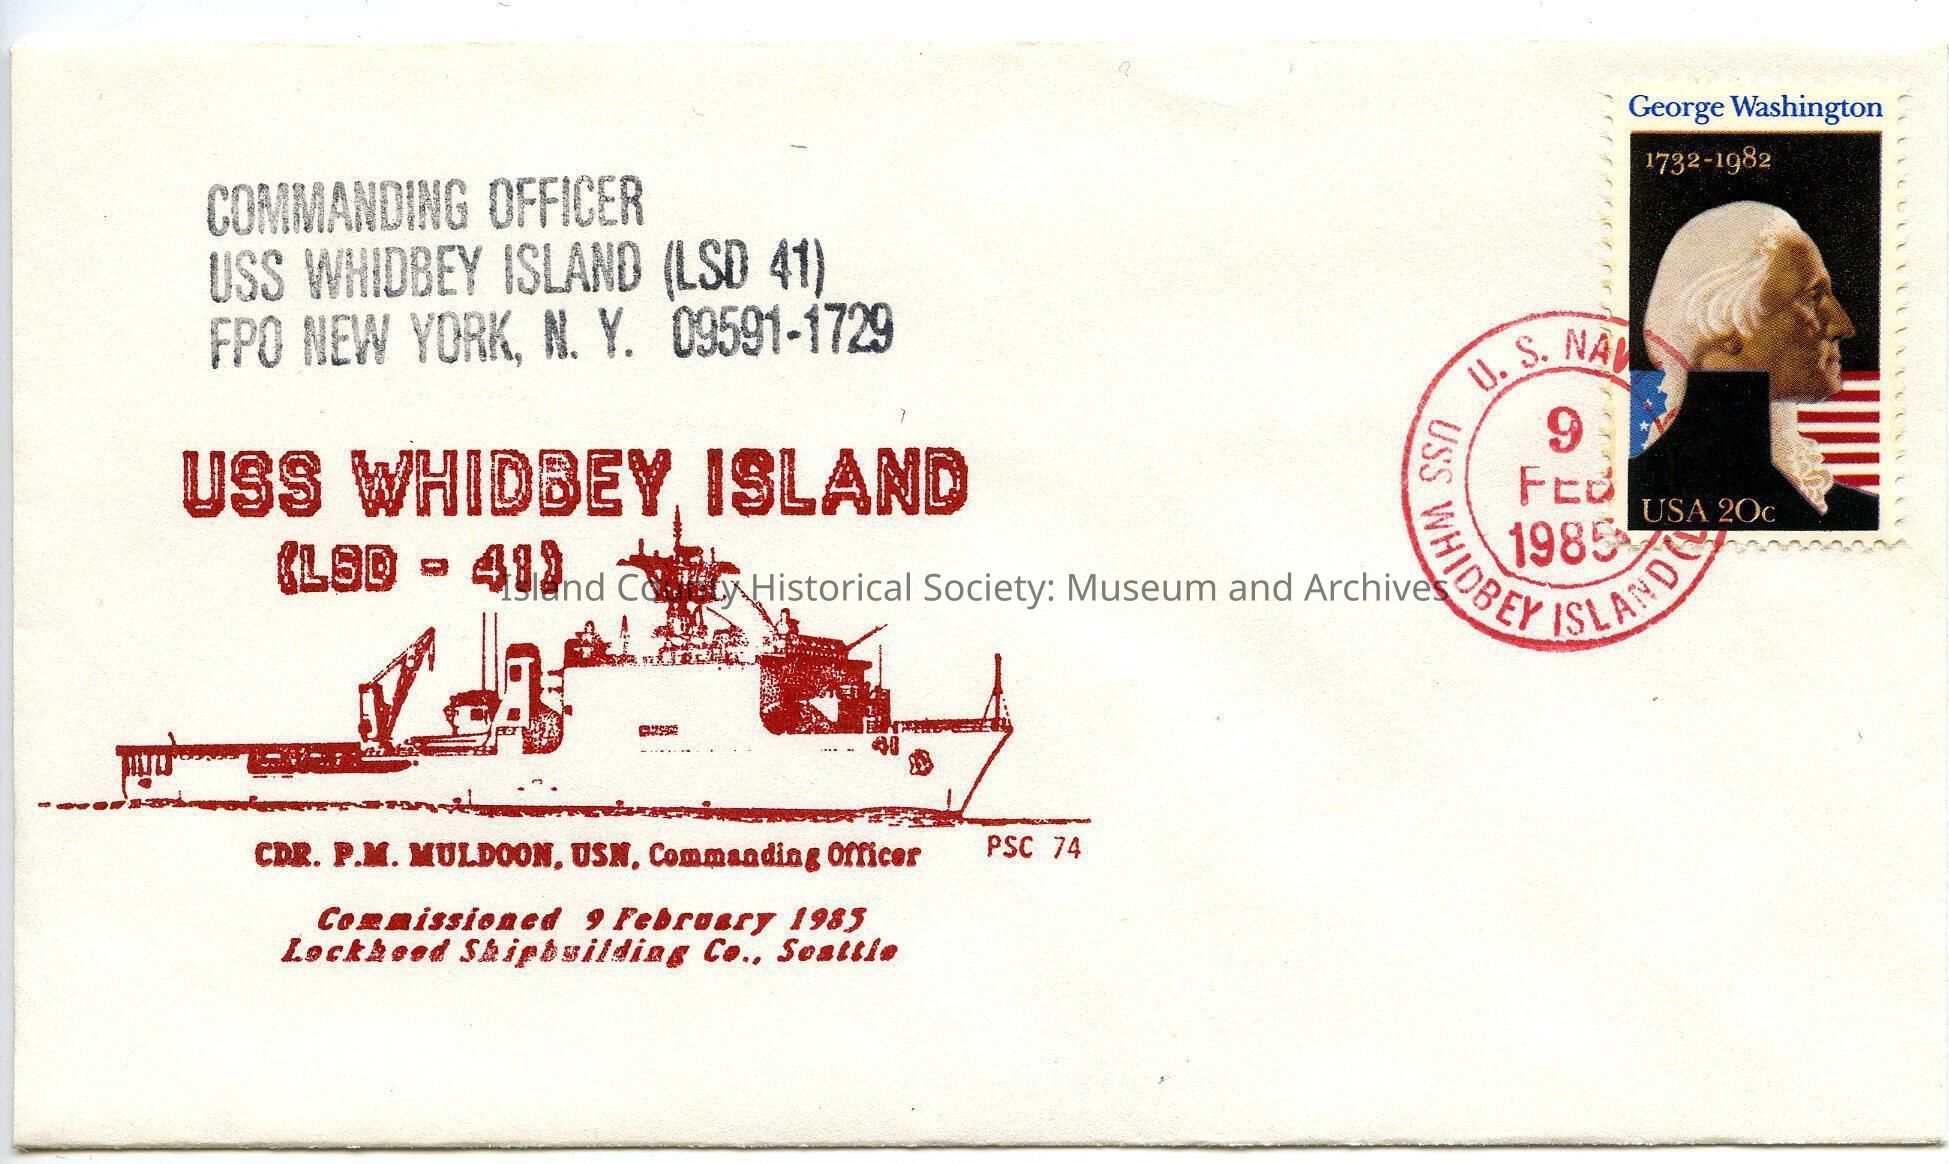 George Washington
1732-1982
COMMANDING OFFICER
USS WHIDBEY ISLAND (LSD 41)
FPO NEW YORK, N. Y. 09591-1729
U. S. NAV
9
FEB
1985
USS WHIDBEY ISLAND (L
USA 20c
USS WHIDBEY ISLAND
(LSD - 41)
Island County Historical Society: Museum and Archives
41
CDR. P.M. MULDOON, USN, Commanding Officer
PSC 74
Commissioned 9 February 1985
Lockheed Shipbuilding Co., Seattle